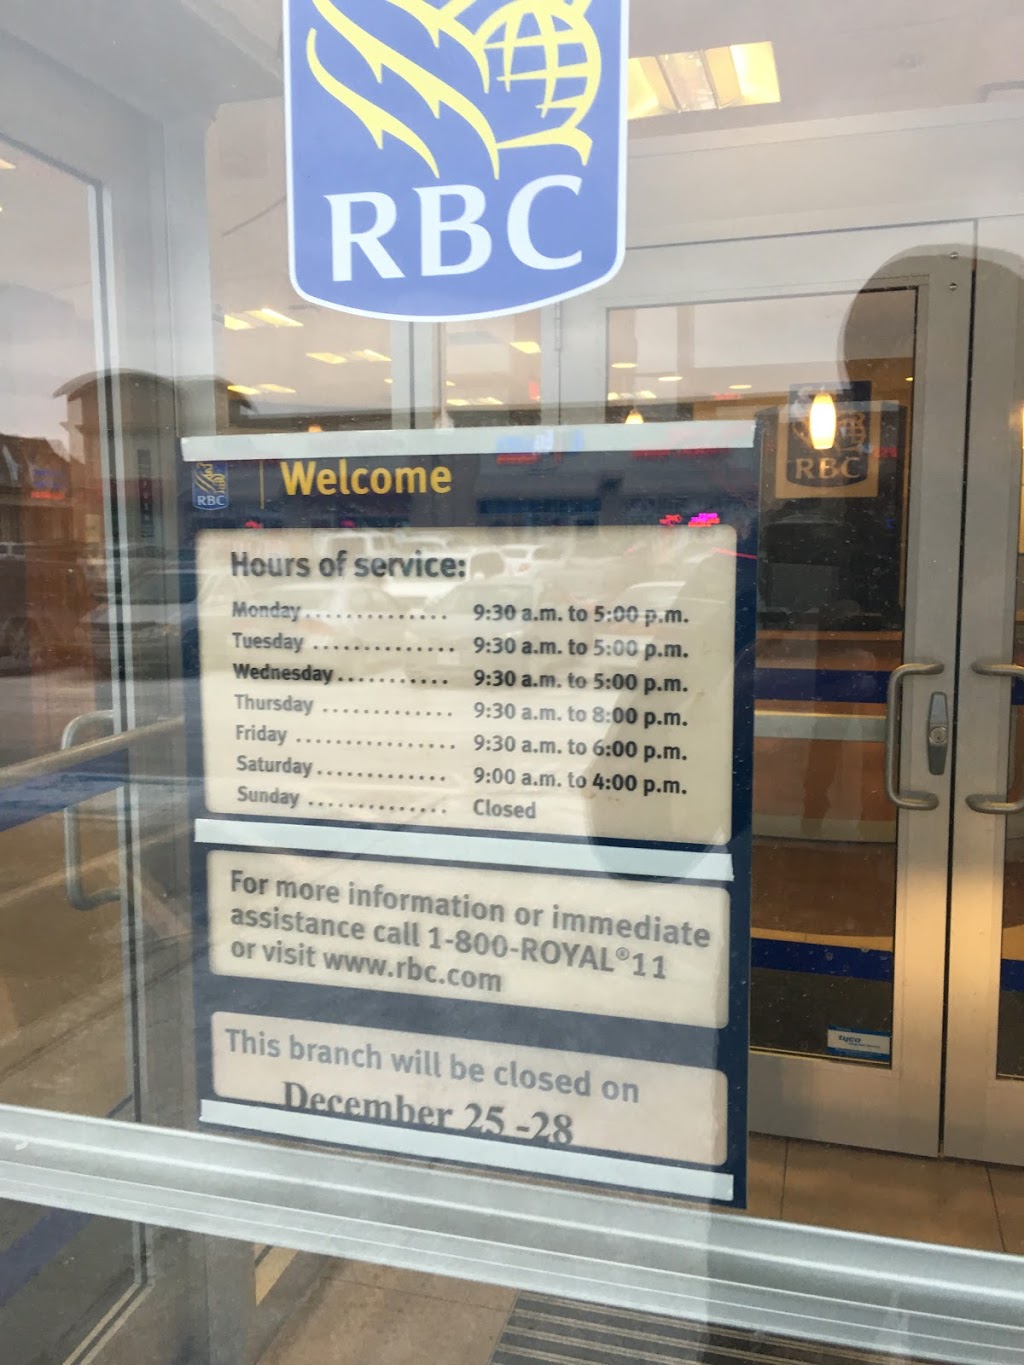 RBC
RBC
RBC Welcome
Hours of service:
Monday ............. 9:30 a.m. to 5:00 p.m.
Tuesday ............. 9:30 a.m. to 5:00 p.m.
Wednesday ........... 9:30 a.m. to 5:00 p.m.
Thursday ............ 9:30 a.m. to 8:00 p.m.
Friday .............. 9:30 a.m. to 6:00 p.m.
Saturday ............ 9:00 a.m. to 4:00 p.m.
Sunday ............. Closed
For more information or immediate
assistance call 1-800-ROYAL®11
or visit www.rbc.com
This branch will be closed on
December 25 -28
tyco